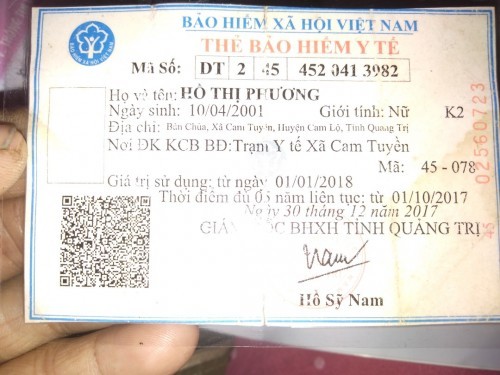 BẢO HIỂM XÃ HỘI VIỆT NAM
THẺ BẢO HIỂM Y TẾ
Mã Số: DT 2 45 452 041 3982
Họ và tên: HỒ THỊ PHƯƠNG
Ngày sinh: 10/04/2001 Giới tính: Nữ K2
Địa chỉ: Bản Chùa, Xã Cam Tuyền, Huyện Cam Lộ, Tỉnh Quảng Trị
Nơi ĐK KCB BĐ: Trạm Y tế Xã Cam Tuyền
Mã: 45 - 078
Giá trị sử dụng: từ ngày 01/01/2018
Thời điểm đủ 05 năm liên tục: từ 01/10/2017
Ngày 30 tháng 12 năm 2017
GIÁM ĐỐC BHXH TỈNH QUẢNG TRỊ
Nam
Hồ Sỹ Nam
45 02560723